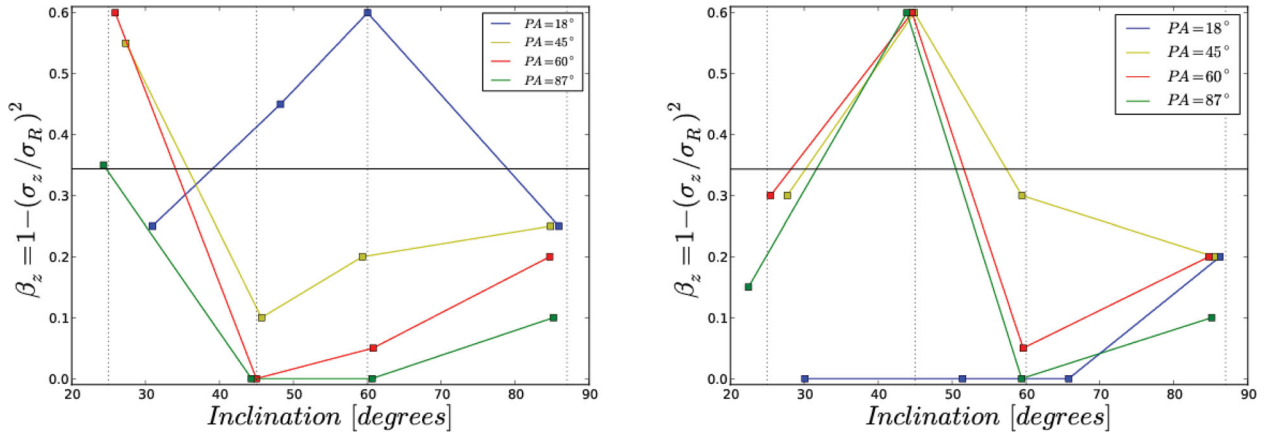 β_z = 1−(σ_z/σ_R)^2
0.6
0.5
0.4
0.3
0.2
0.1
0.0
PA=18°
PA=45°
PA=60°
PA=87°
20 30 40 50 60 70 80 90
Inclination [degrees]
β_z = 1−(σ_z/σ_R)^2
0.6
0.5
0.4
0.3
0.2
0.1
0.0
PA=18°
PA=45°
PA=60°
PA=87°
20 30 40 50 60 70 80 90
Inclination [degrees]